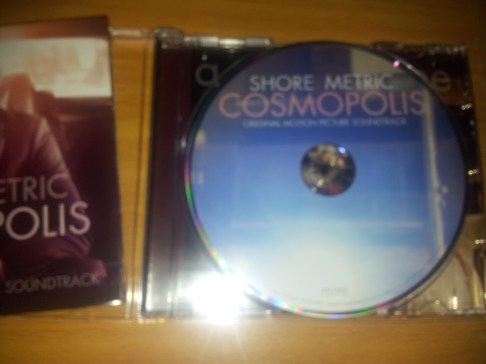 SHORE METRIC
COSMOPOLIS
ORIGINAL MOTION PICTURE SOUNDTRACK
ETRIC
POLIS
SOUNDTRACK
a
e